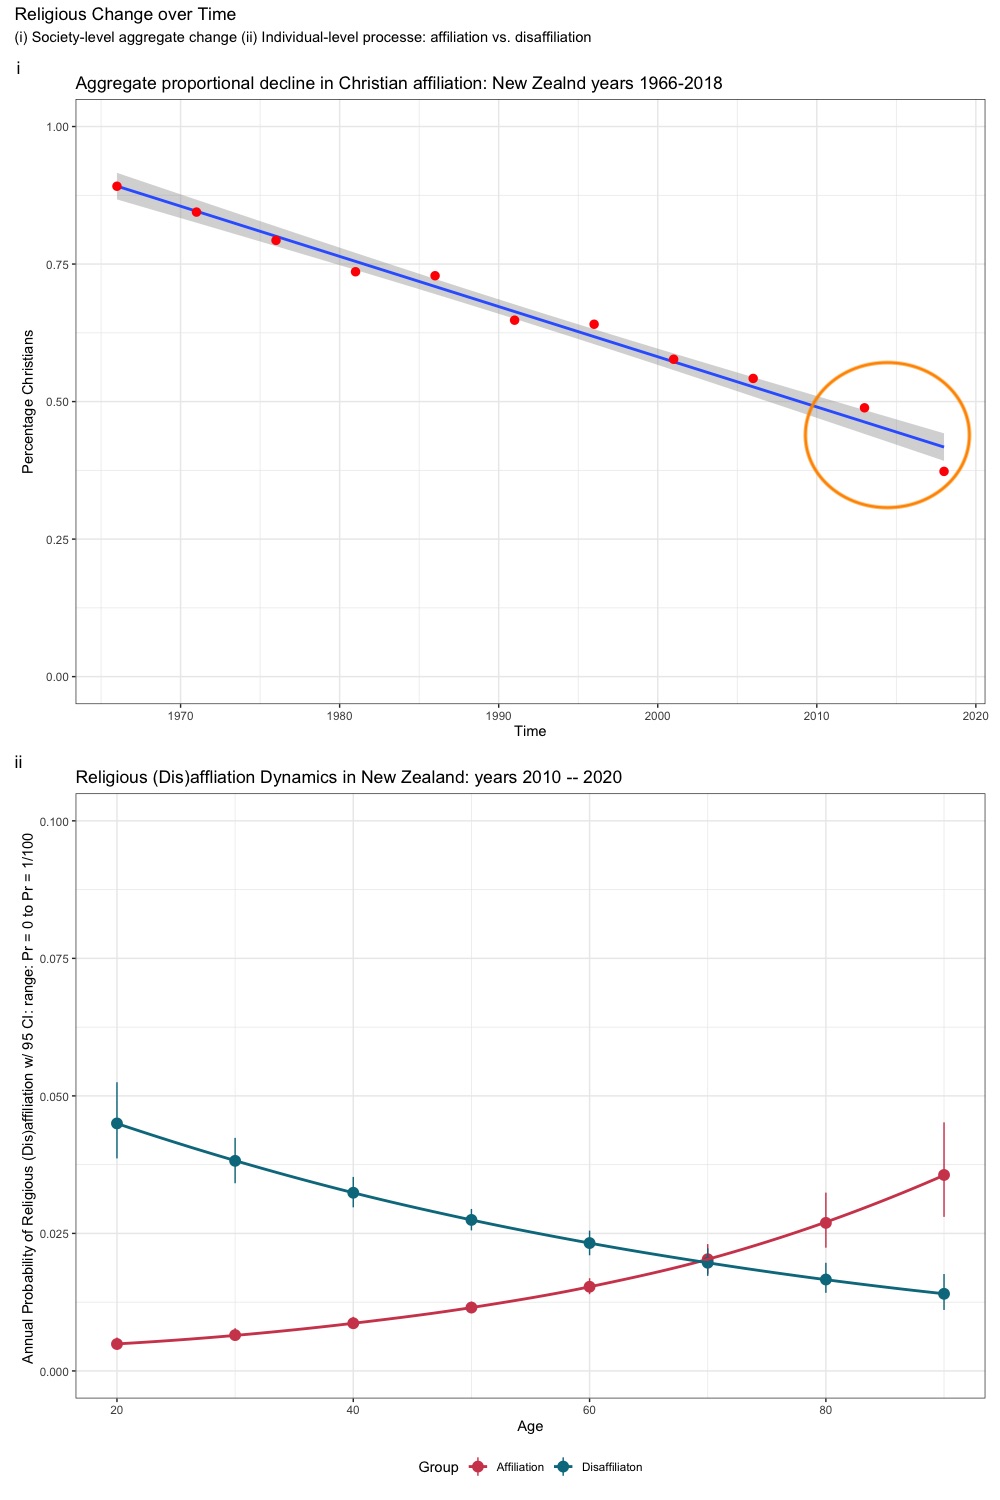 Religious Change over Time
(i) Society-level aggregate change (ii) Individual-level processe: affiliation vs. disaffiliation
i
Aggregate proportional decline in Christian affiliation: New Zealnd years 1966-2018
Percentage Christians
1.00
0.75
0.50
0.25
0.00
1970 1980 1990 2000 2010 2020
Time
ii
Religious (Dis)affliation Dynamics in New Zealand: years 2010 -- 2020
Annual Probability of Religious (Dis)affiliation w/ 95 CI: range: Pr = 0 to Pr = 1/100
0.100
0.075
0.050
0.025
0.000
20 40 60 80
Age
Group Affiliation Disaffiliaton